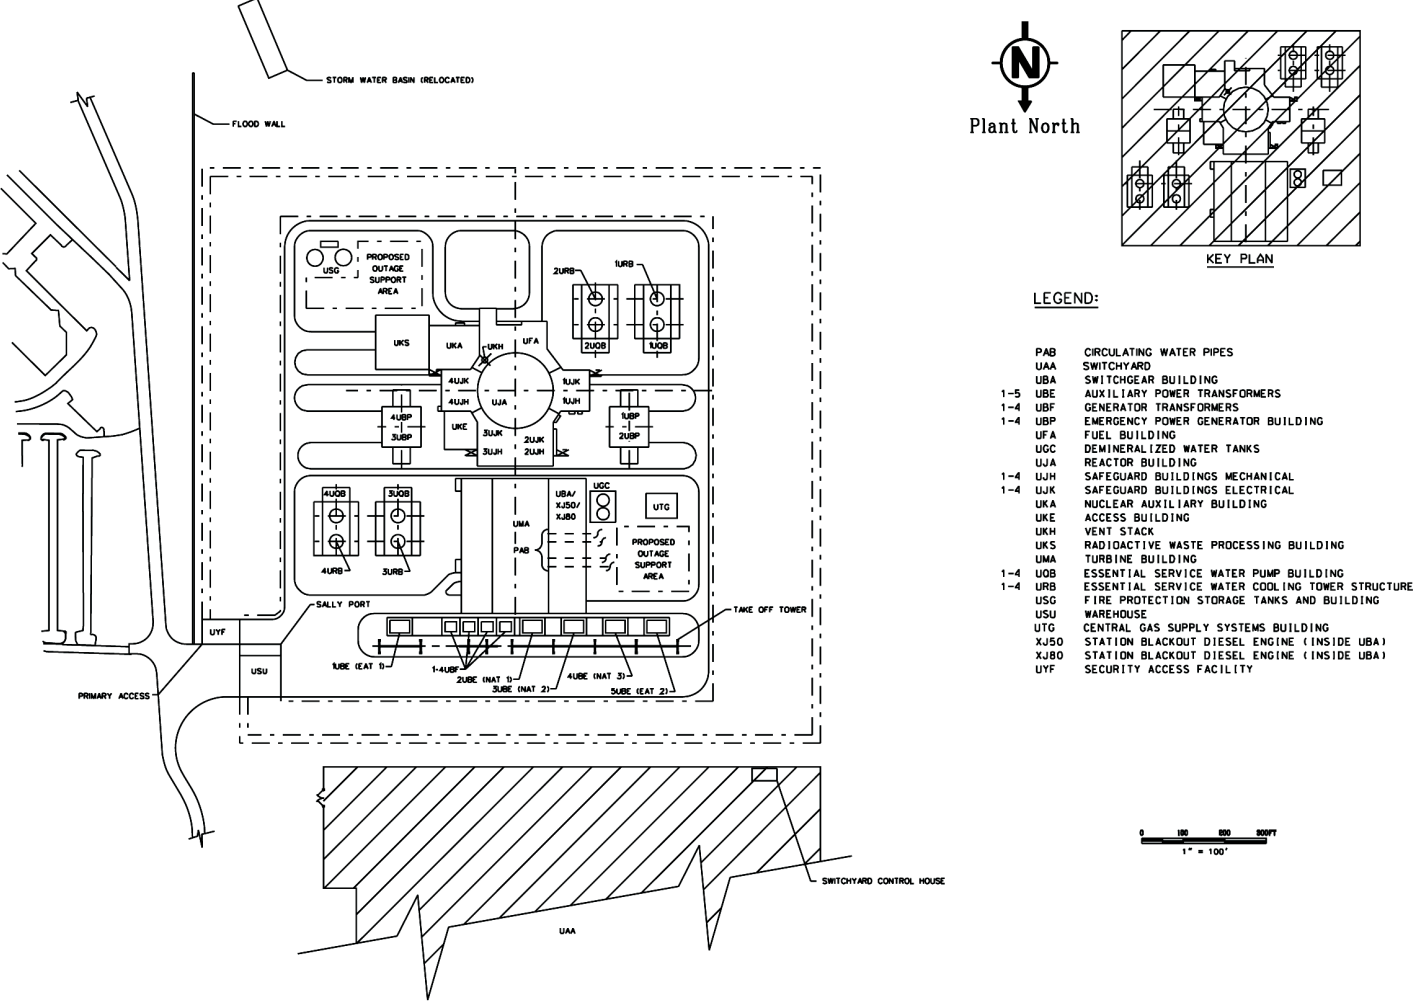 STORM WATER BASIN (RELOCATED)
FLOOD WALL
N
Plant North
KEY PLAN
USG
PROPOSED
OUTAGE
SUPPORT
AREA
2URB
1URB
2UQB
1UQB
UKS
UKA
UKH
UFA
4UJK
4UJH
UJA
1UJK
1UJH
4UBP
3UBP
UKE
3UJK
3UJH
2UJK
2UJH
1UBP
2UBP
4UQB
3UQB
4URB
3URB
UMA
PAB
UBA/
XJ50/
XJ80
UGC
UTG
PROPOSED
OUTAGE
SUPPORT
AREA
SALLY PORT
TAKE OFF TOWER
UYF
USU
PRIMARY ACCESS
1UBE (EAT 1)
1-4UBF
2UBE (NAT 1)
3UBE (NAT 2)
4UBE (NAT 3)
5UBE (EAT 2)
SWITCHYARD CONTROL HOUSE
UAA
LEGEND:
PAB CIRCULATING WATER PIPES
UAA SWITCHYARD
UBA SWITCHGEAR BUILDING
1-5 UBE AUXILIARY POWER TRANSFORMERS
1-4 UBF GENERATOR TRANSFORMERS
1-4 UBP EMERGENCY POWER GENERATOR BUILDING
UFA FUEL BUILDING
UGC DEMINERALIZED WATER TANKS
UJA REACTOR BUILDING
1-4 UJH SAFEGUARD BUILDINGS MECHANICAL
1-4 UJK SAFEGUARD BUILDINGS ELECTRICAL
UKA NUCLEAR AUXILIARY BUILDING
UKE ACCESS BUILDING
UKH VENT STACK
UKS RADIOACTIVE WASTE PROCESSING BUILDING
UMA TURBINE BUILDING
1-4 UQB ESSENTIAL SERVICE WATER PUMP BUILDING
1-4 URB ESSENTIAL SERVICE WATER COOLING TOWER STRUCTURE
USG FIRE PROTECTION STORAGE TANKS AND BUILDING
USU WAREHOUSE
UTG CENTRAL GAS SUPPLY SYSTEMS BUILDING
XJ50 STATION BLACKOUT DIESEL ENGINE (INSIDE UBA)
XJ80 STATION BLACKOUT DIESEL ENGINE (INSIDE UBA)
UYF SECURITY ACCESS FACILITY
0 100 200 300FT
1" = 100'